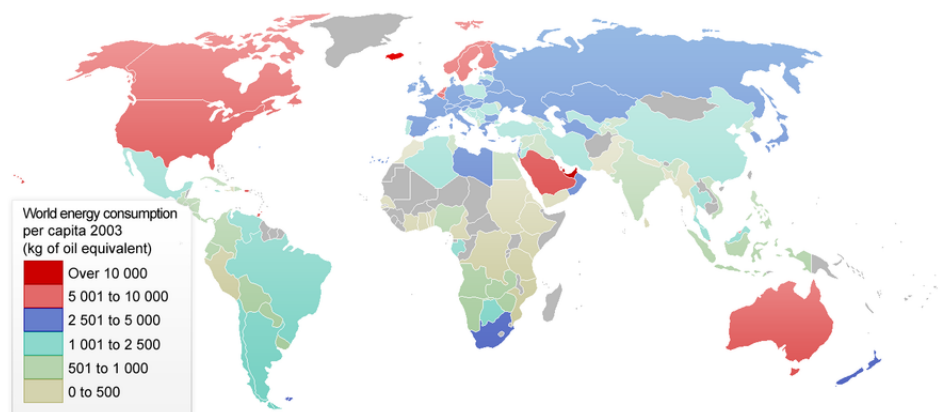 World energy consumption
per capita 2003
(kg of oil equivalent)
Over 10 000
5 001 to 10 000
2 501 to 5 000
1 001 to 2 500
501 to 1 000
0 to 500